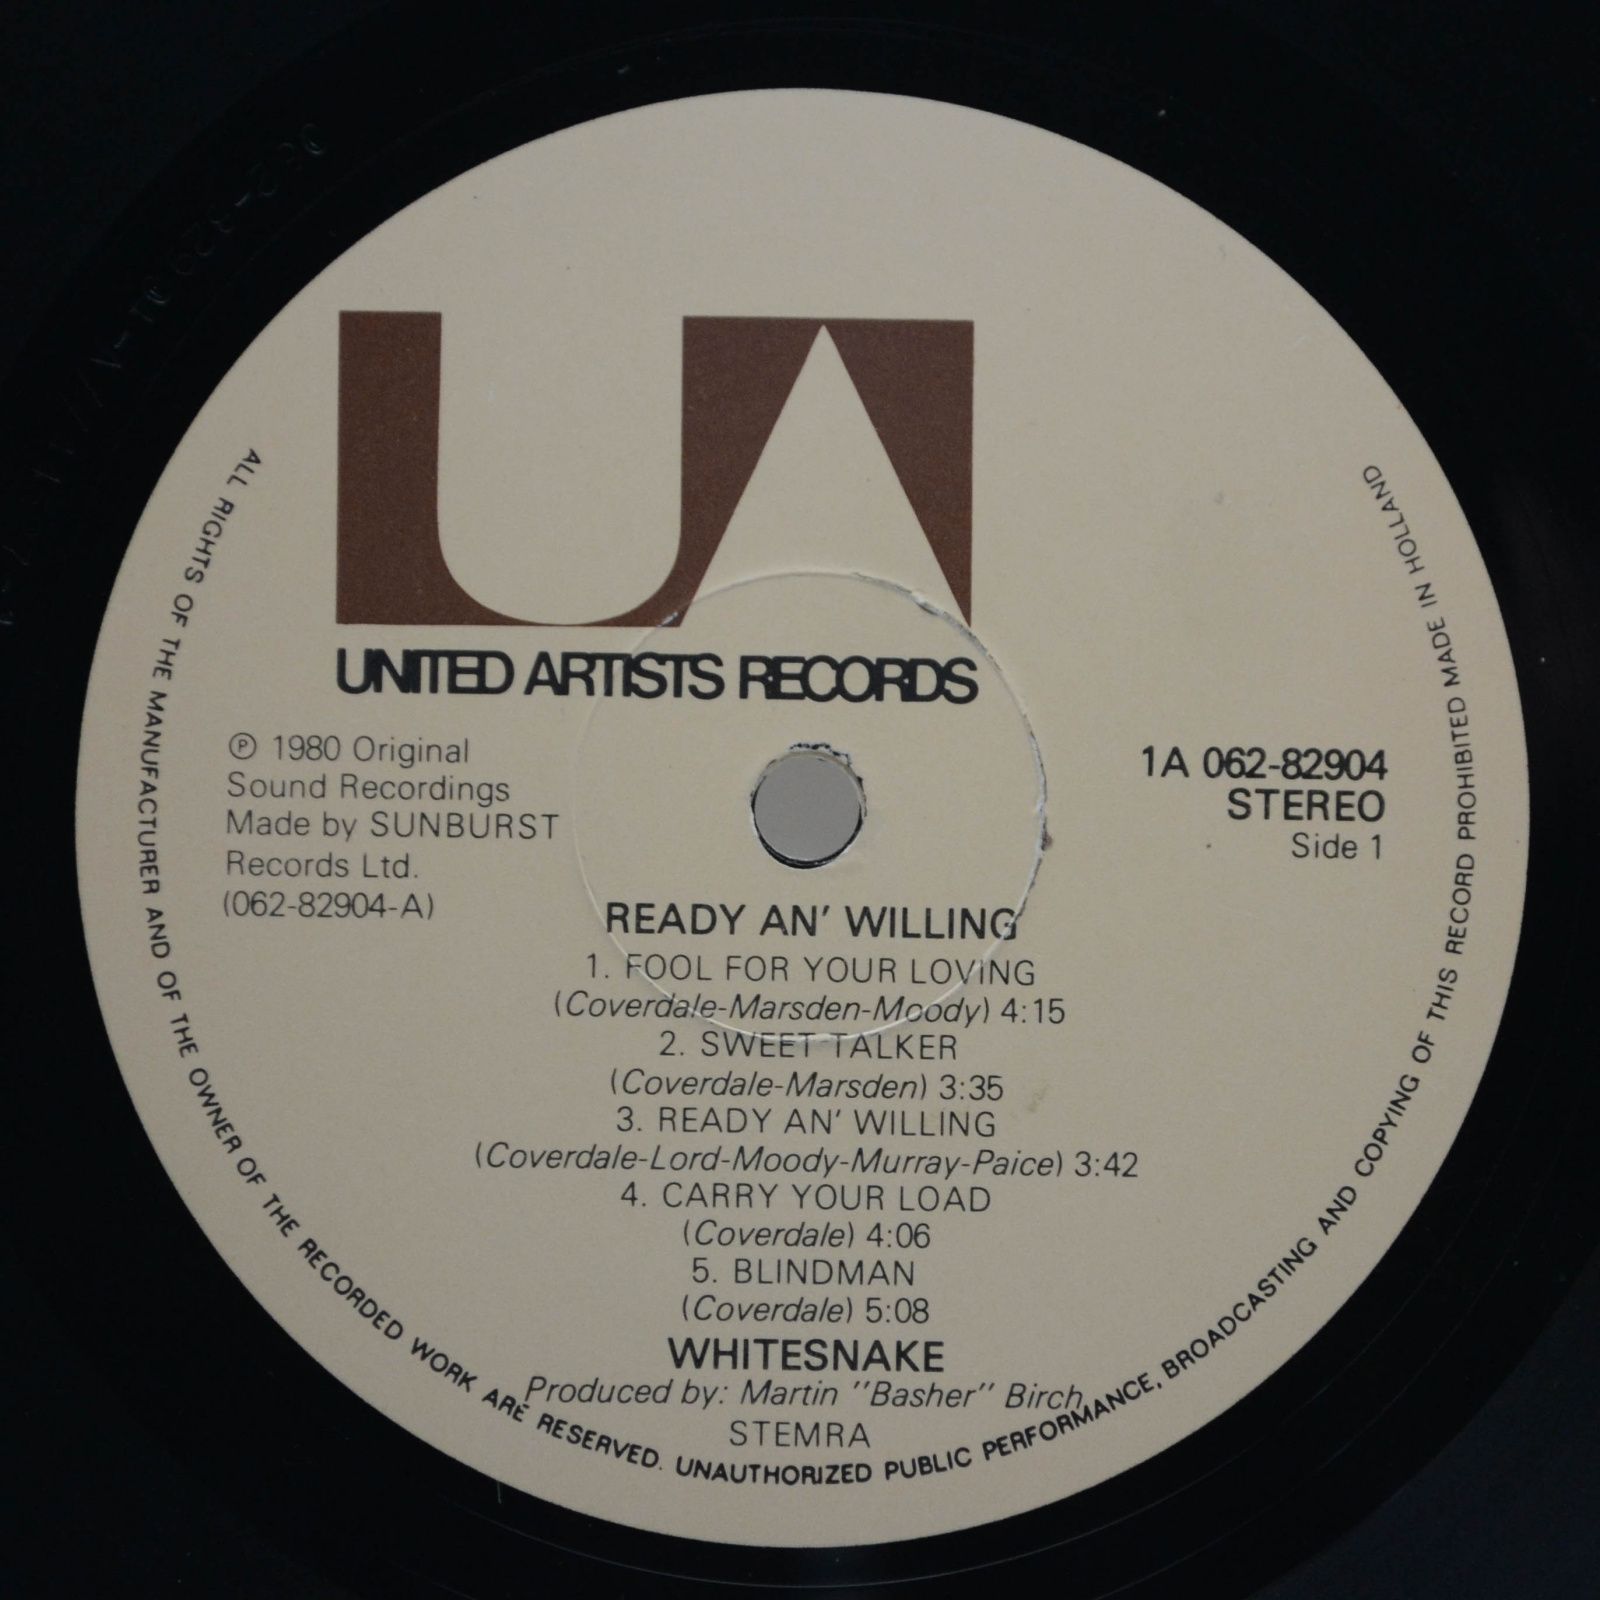 UA
UNITED ARTISTS RECORDS
℗ 1980 Original
Sound Recordings
Made by SUNBURST
Records Ltd.
(062-82904-A)
1A 062-82904
STEREO
Side 1
READY AN' WILLING
1. FOOL FOR YOUR LOVING
(Coverdale-Marsden-Moody) 4:15
2. SWEET TALKER
(Coverdale-Marsden) 3:35
3. READY AN' WILLING
(Coverdale-Lord-Moody-Murray-Paice) 3:42
4. CARRY YOUR LOAD
(Coverdale) 4:06
5. BLINDMAN
(Coverdale) 5:08
WHITESNAKE
Produced by: Martin "Basher" Birch
STEMRA
ALL RIGHTS OF THE MANUFACTURER AND OF THE OWNER OF THE RECORDED WORK ARE RESERVED. UNAUTHORIZED PUBLIC PERFORMANCE, BROADCASTING AND COPYING OF THIS RECORD PROHIBITED MADE IN HOLLAND